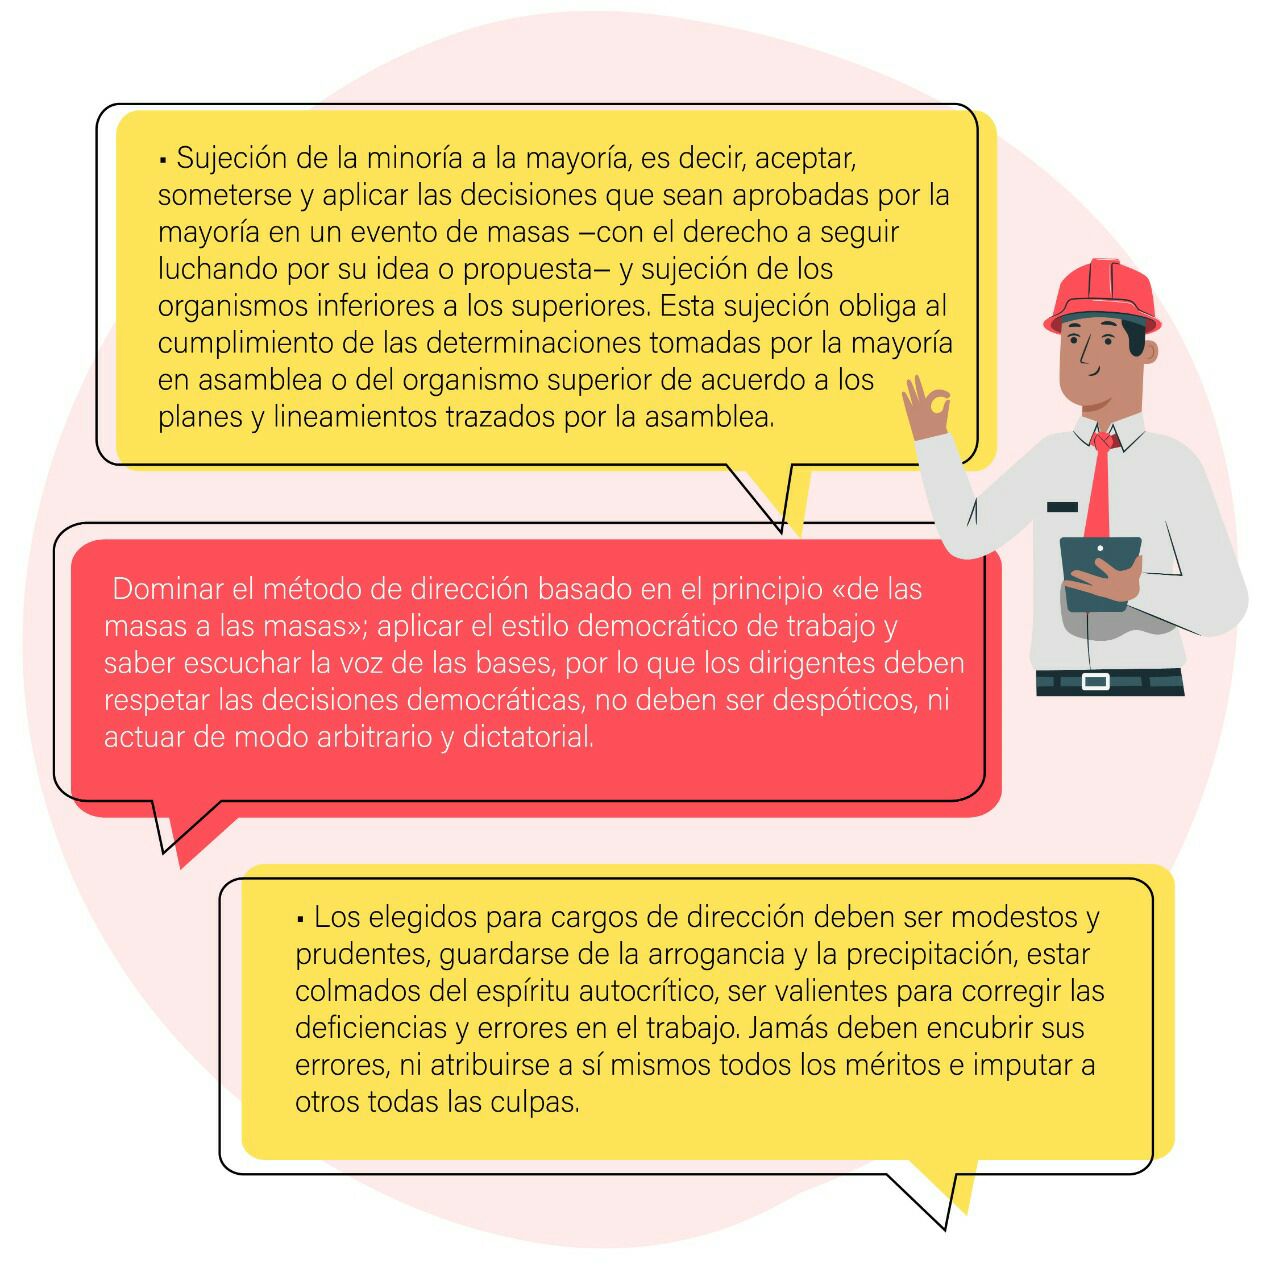 ▪ Sujeción de la minoría a la mayoría, es decir, aceptar,
someterse y aplicar las decisiones que sean aprobadas por la
mayoría en un evento de masas –con el derecho a seguir
luchando por su idea o propuesta– y sujeción de los
organismos inferiores a los superiores. Esta sujeción obliga al
cumplimiento de las determinaciones tomadas por la mayoría
en asamblea o del organismo superior de acuerdo a los
planes y lineamientos trazados por la asamblea.
Dominar el método de dirección basado en el principio «de las
masas a las masas»; aplicar el estilo democrático de trabajo y
saber escuchar la voz de las bases, por lo que los dirigentes deben
respetar las decisiones democráticas, no deben ser despóticos, ni
actuar de modo arbitrario y dictatorial.
▪ Los elegidos para cargos de dirección deben ser modestos y
prudentes, guardarse de la arrogancia y la precipitación, estar
colmados del espíritu autocrítico, ser valientes para corregir las
deficiencias y errores en el trabajo. Jamás deben encubrir sus
errores, ni atribuirse a sí mismos todos los méritos e imputar a
otros todas las culpas.